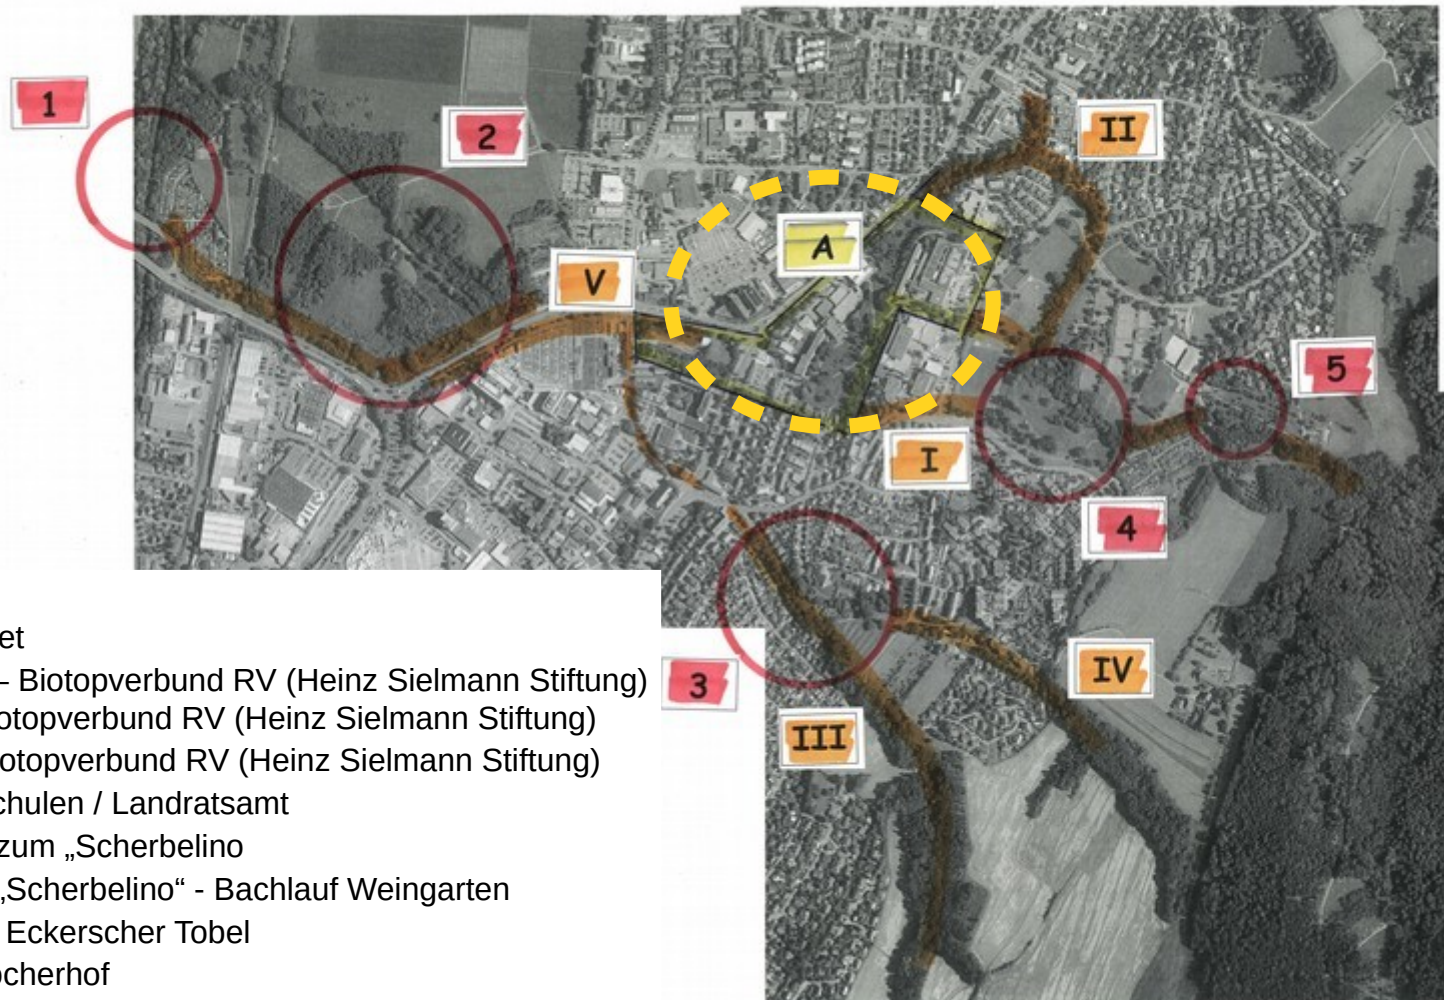 1
2
II
A
V
5
I
4
3
IV
III
et
– Biotopverbund RV (Heinz Sielmann Stiftung)
otopverbund RV (Heinz Sielmann Stiftung)
iotopverbund RV (Heinz Sielmann Stiftung)
chulen / Landratsamt
zum „Scherbelino
„Scherbelino“ - Bachlauf Weingarten
Eckerscher Tobel
ocherhof